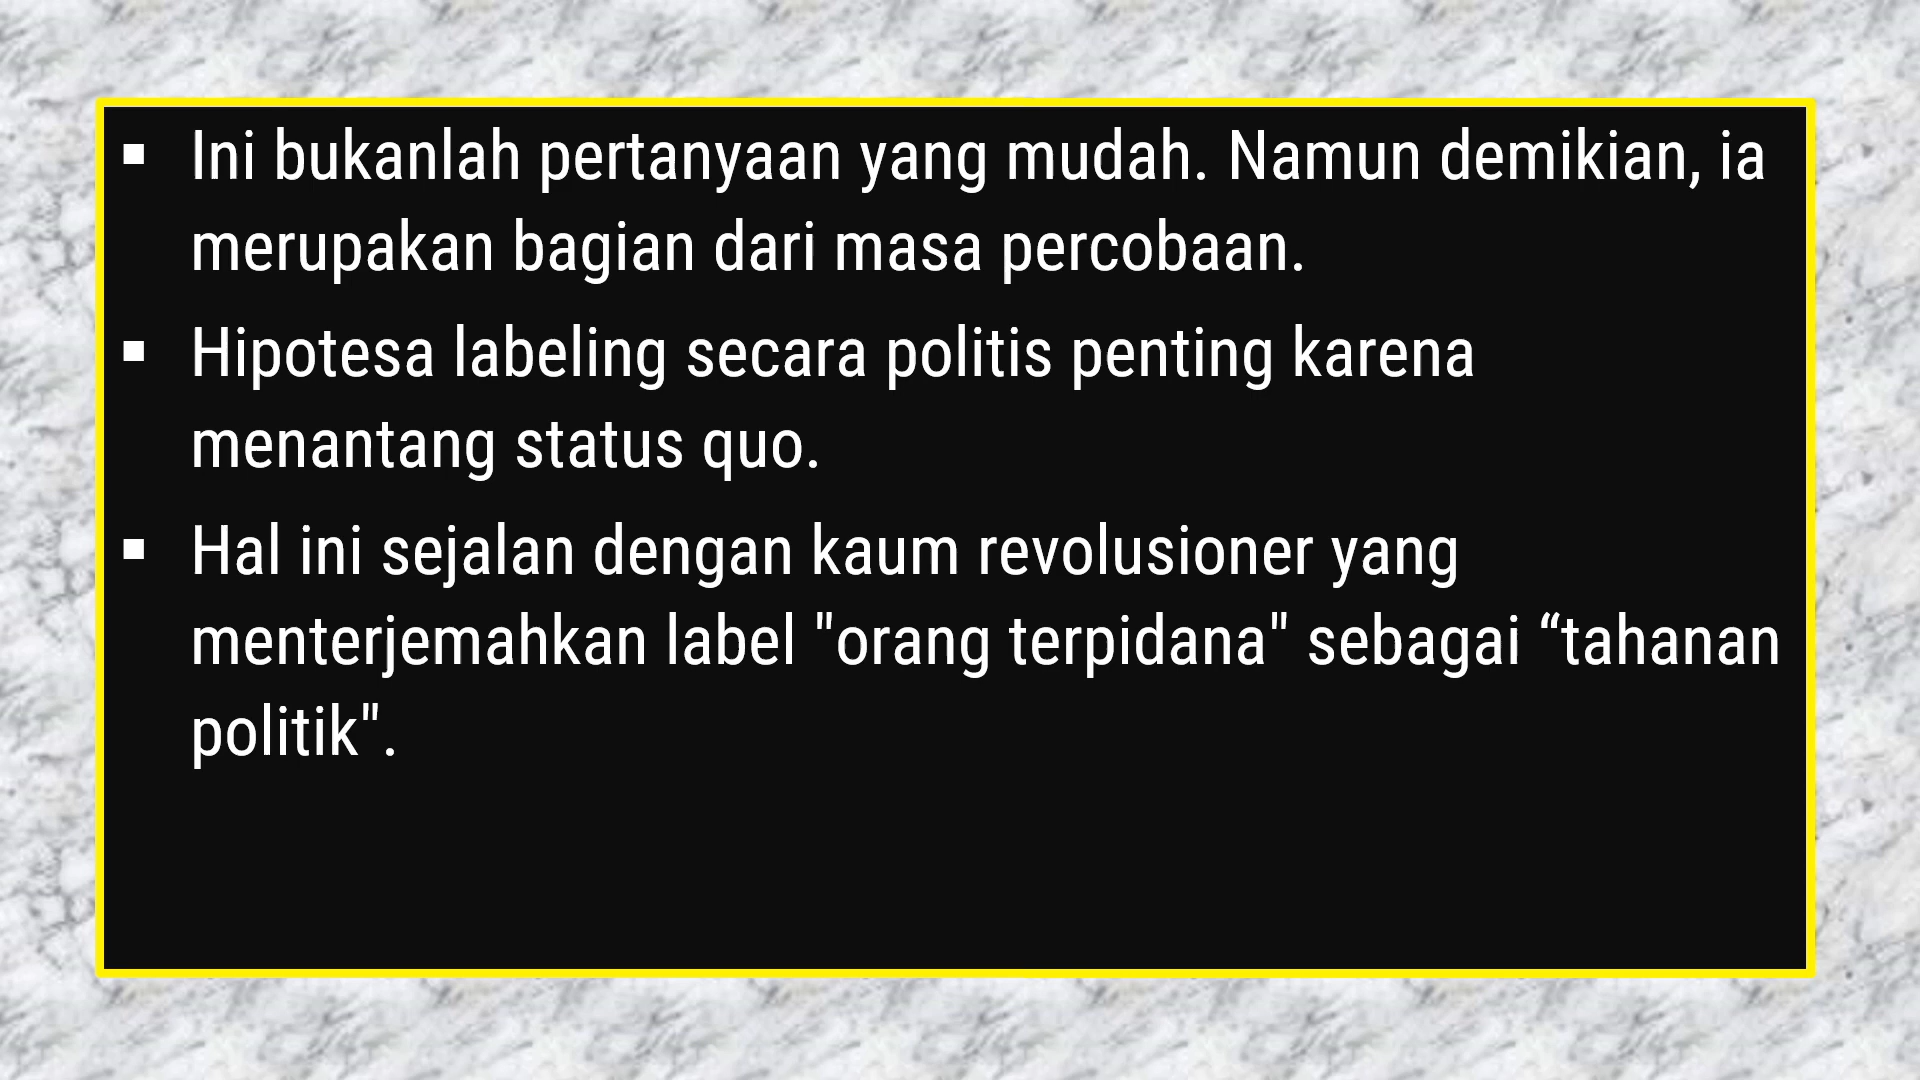 ▪ Ini bukanlah pertanyaan yang mudah. Namun demikian, ia
merupakan bagian dari masa percobaan.
▪ Hipotesa labeling secara politis penting karena
menantang status quo.
▪ Hal ini sejalan dengan kaum revolusioner yang
menterjemahkan label "orang terpidana" sebagai “tahanan
politik".